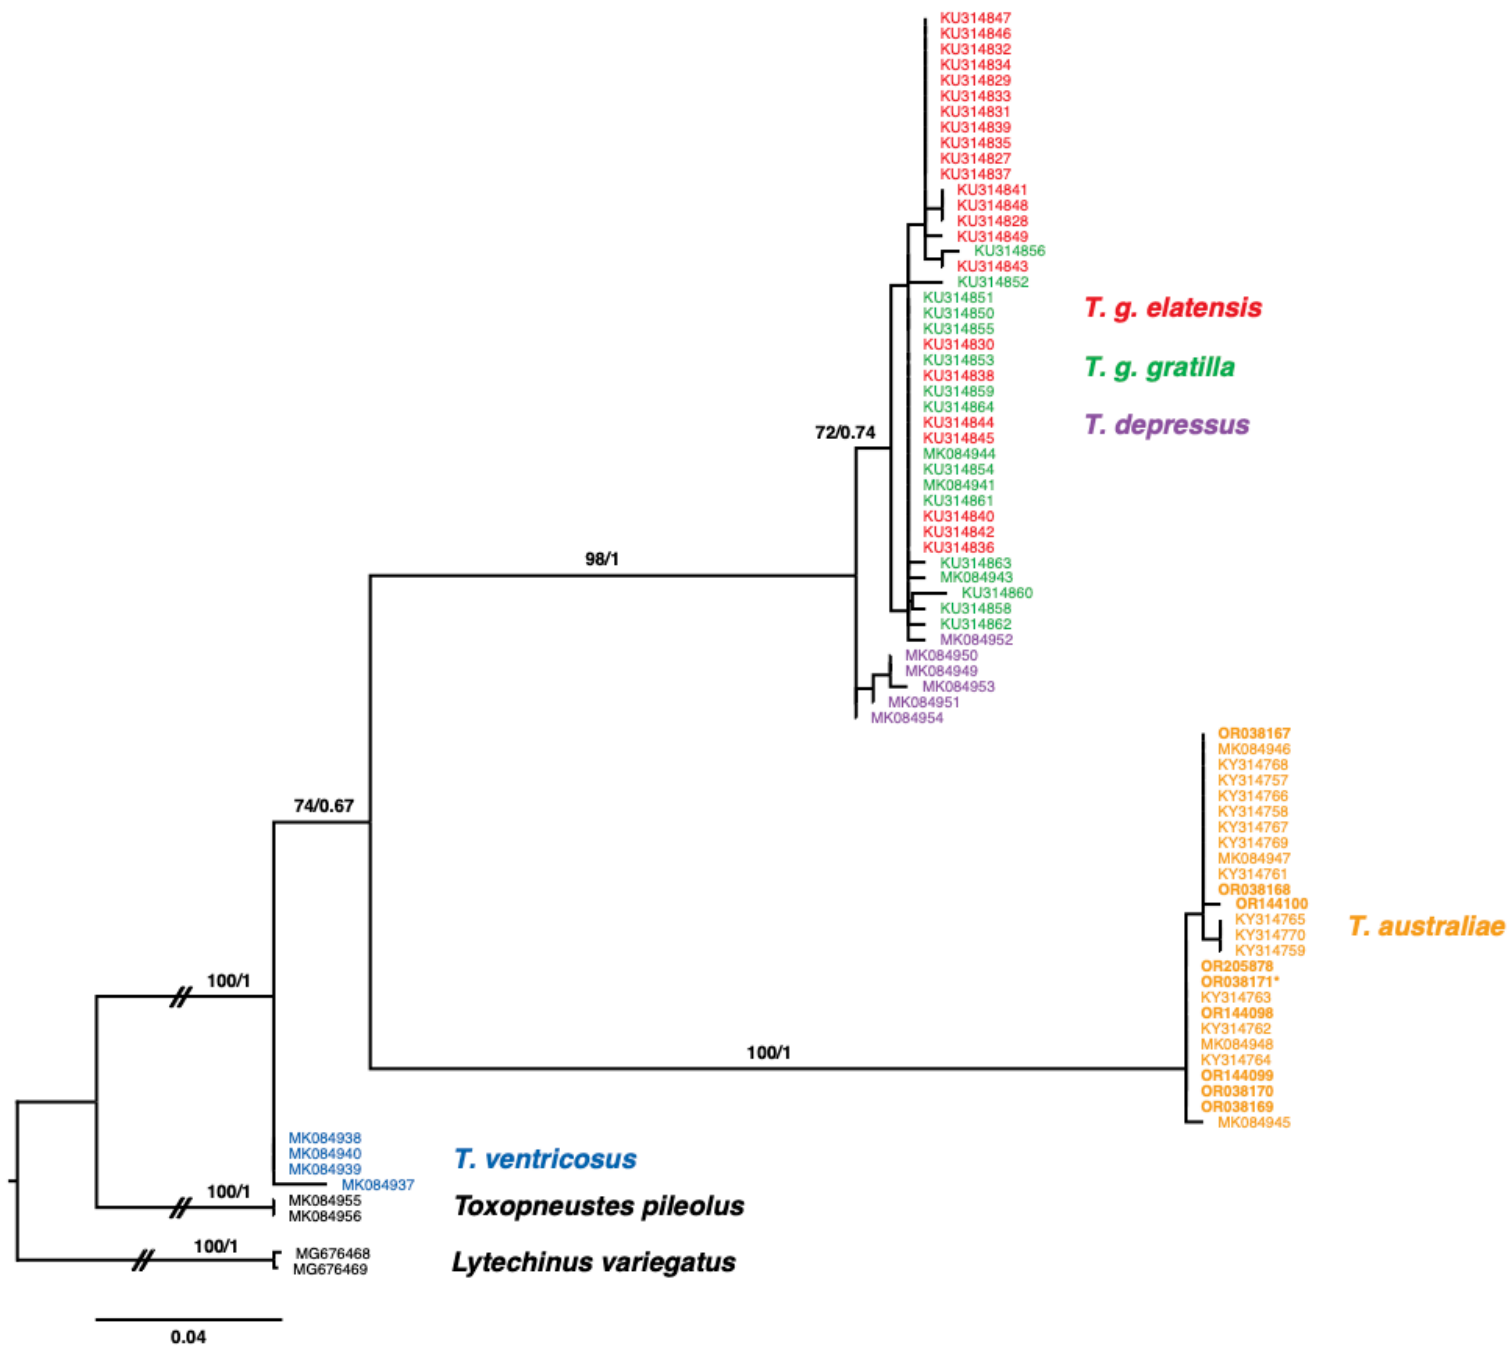 KU314847
KU314846
KU314832
KU314834
KU314829
KU314833
KU314831
KU314839
KU314835
KU314827
KU314837
KU314841
KU314848
KU314828
KU314849
KU314856
KU314843
KU314852
KU314851
T. g. elatensis
KU314850
KU314855
KU314830
KU314853
T. g. gratilla
KU314838
KU314859
KU314864
KU314844
T. depressus
72/0.74
KU314845
MK084944
KU314854
MK084941
KU314861
KU314840
KU314842
KU314836
98/1
KU314863
MK084943
KU314860
KU314858
KU314862
MK084952
MK084950
MK084949
MK084953
MK084951
MK084954
OR038167
MK084946
KY314768
KY314757
KY314766
74/0.67
KY314758
KY314767
KY314769
MK084947
KY314761
OR038168
OR144100
KY314765
T. australiae
KY314770
KY314759
OR205878
100/1
OR038171*
KY314763
OR144098
KY314762
MK084948
100/1
KY314764
OR144099
OR038170
OR038169
MK084945
MK084938
MK084940
T. ventricosus
MK084939
MK084937
100/1
MK084955
Toxopneustes pileolus
MK084956
100/1
MG676468
Lytechinus variegatus
MG676469
0.04